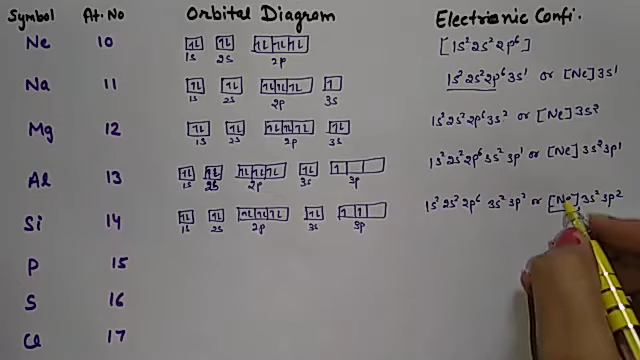 Symbol At. No Orbital Diagram Electronic Confi.
Ne 10 1s 2s 2p [1s² 2s² 2p⁶]
Na 11 1s 2s 2p 3s 1s² 2s² 2p⁶ 3s¹ or [Ne] 3s¹
Mg 12 1s 2s 2p 3s 1s² 2s² 2p⁶ 3s² or [Ne] 3s²
Al 13 1s 2s 2p 3s 3p 1s² 2s² 2p⁶ 3s² 3p¹ or [Ne] 3s² 3p¹
Si 14 1s 2s 2p 3s 3p 1s² 2s² 2p⁶ 3s² 3p² or [Ne] 3s² 3p²
P 15
S 16
Cl 17